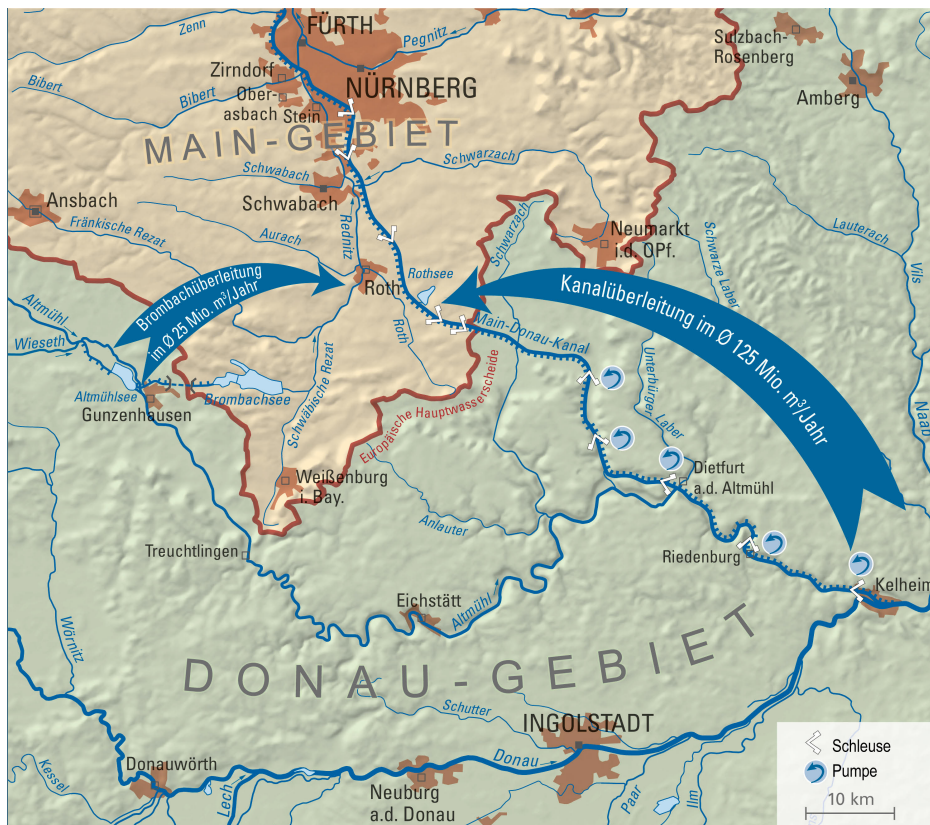 Zenn
FÜRTH
Pegnitz
Sulzbach-
Rosenberg
Zirndorf
Bibert
Bibert
Ober-
asbach
Stein
NÜRNBERG
Amberg
MAIN-GEBIET
Schwarzach
Schwabach
Schwabach
Ansbach
Fränkische Rezat
Aurach
Rednitz
Schwarzach
Neumarkt
i.d. OPf.
Schwarze Laber
Lauterach
Vils
Brombachüberleitung
im Ø 25 Mio. m³/Jahr
Roth
Rothsee
Roth
Kanalüberleitung im Ø 125 Mio. m³/Jahr
Altmühl
Wieseth
Main-Donau-Kanal
Europäische Hauptwasserscheide
Unterbürger
Laber
Naab
Altmühlsee
Gunzenhausen
Brombachsee
Schwäbische Rezat
Weißenburg
i. Bay.
Dietfurt
a.d. Altmühl
Anlauter
Treuchtlingen
Riedenburg
Kelheim
Eichstätt
Altmühl
Wörnitz
DONAU-GEBIET
Schutter
INGOLSTADT
Donauwörth
Kessel
Lech
Neuburg
a.d. Donau
Donau
Paar
Ilm
Schleuse
Pumpe
10 km